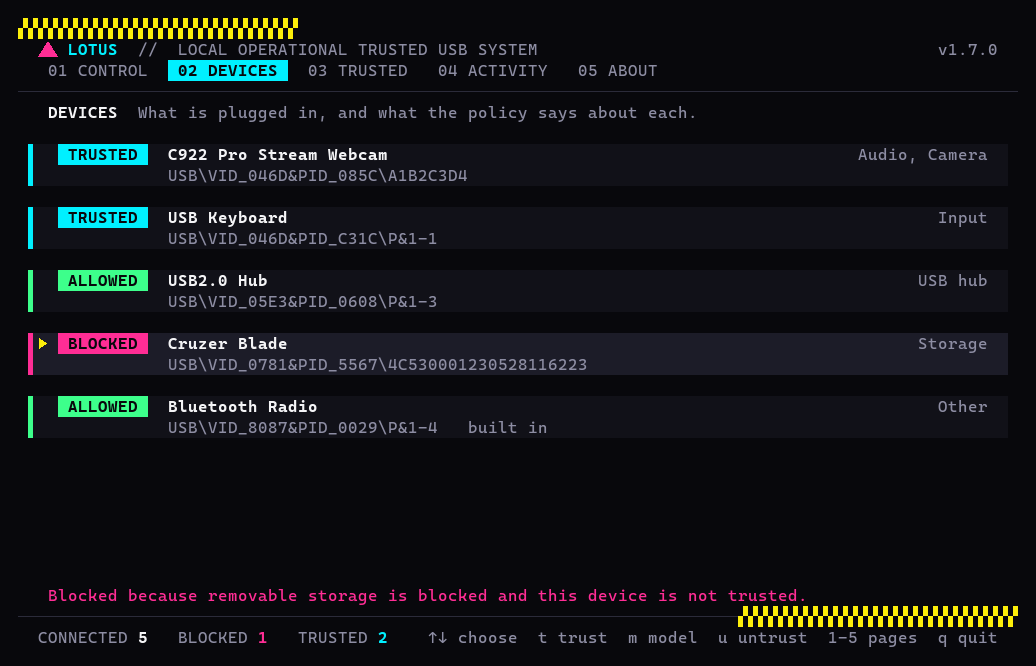 LOTUS // LOCAL OPERATIONAL TRUSTED USB SYSTEM v1.7.0
01 CONTROL 02 DEVICES 03 TRUSTED 04 ACTIVITY 05 ABOUT
DEVICES What is plugged in, and what the policy says about each.
TRUSTED C922 Pro Stream Webcam Audio, Camera
USB\VID_046D&PID_085C\A1B2C3D4
TRUSTED USB Keyboard Input
USB\VID_046D&PID_C31C\P&1-1
ALLOWED USB2.0 Hub USB hub
USB\VID_05E3&PID_0608\P&1-3
BLOCKED Cruzer Blade Storage
USB\VID_0781&PID_5567\4C530001230528116223
ALLOWED Bluetooth Radio Other
USB\VID_8087&PID_0029\P&1-4 built in
Blocked because removable storage is blocked and this device is not trusted.
CONNECTED 5 BLOCKED 1 TRUSTED 2 ↑↓ choose t trust m model u untrust 1-5 pages q quit